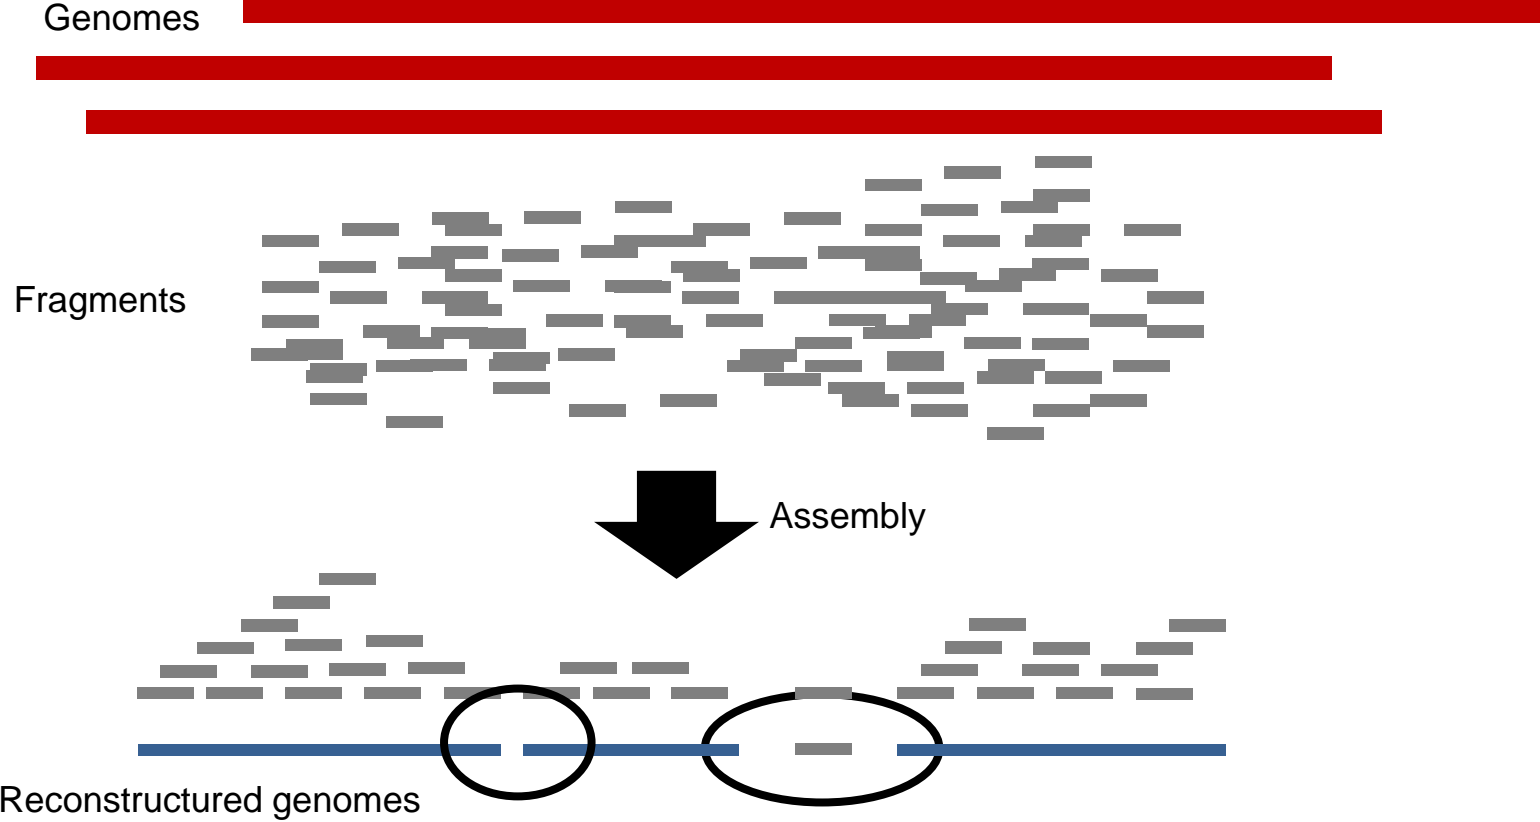 Genomes
Fragments
Assembly
Reconstructured genomes